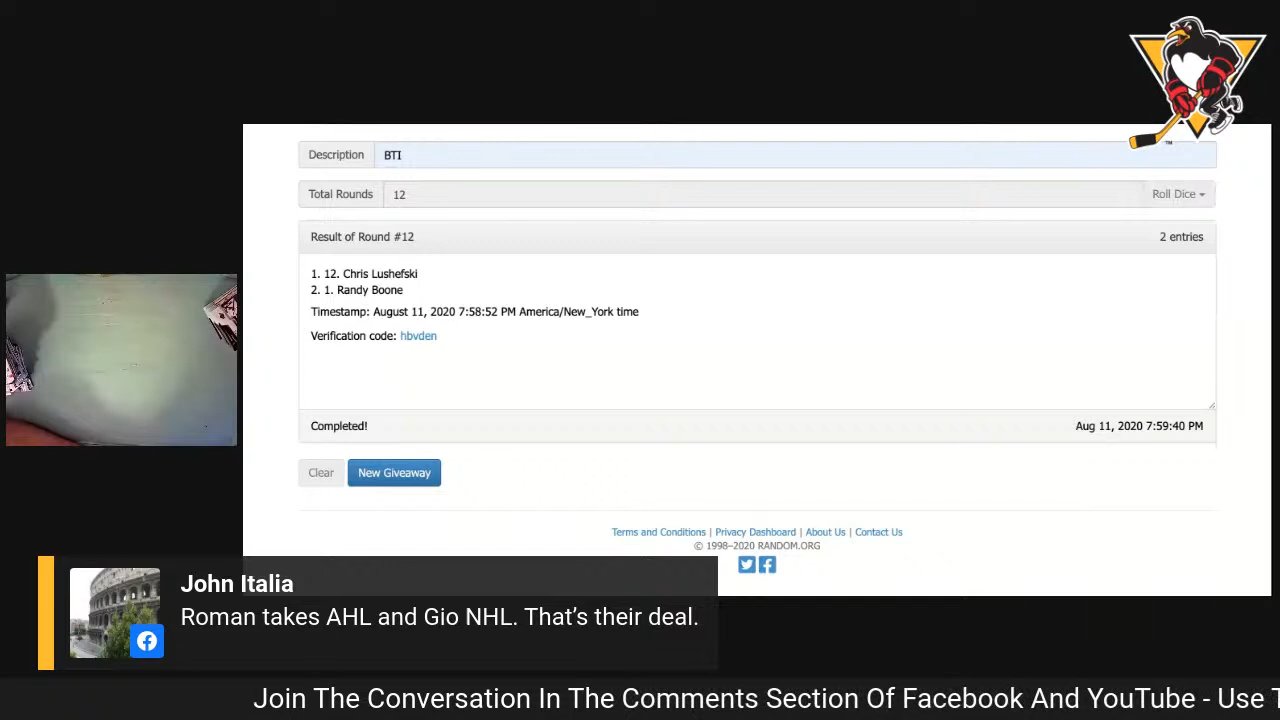 TM
Description BTI
Total Rounds 12 Roll Dice
Result of Round #12 2 entries
1. 12. Chris Lushefski
2. 1. Randy Boone
Timestamp: August 11, 2020 7:58:52 PM America/New_York time
Verification code: hbvden
Completed! Aug 11, 2020 7:59:40 PM
Clear New Giveaway
Terms and Conditions | Privacy Dashboard | About Us | Contact Us
© 1998–2020 RANDOM.ORG
John Italia
Roman takes AHL and Gio NHL. That’s their deal.
Join The Conversation In The Comments Section Of Facebook And YouTube - Use T